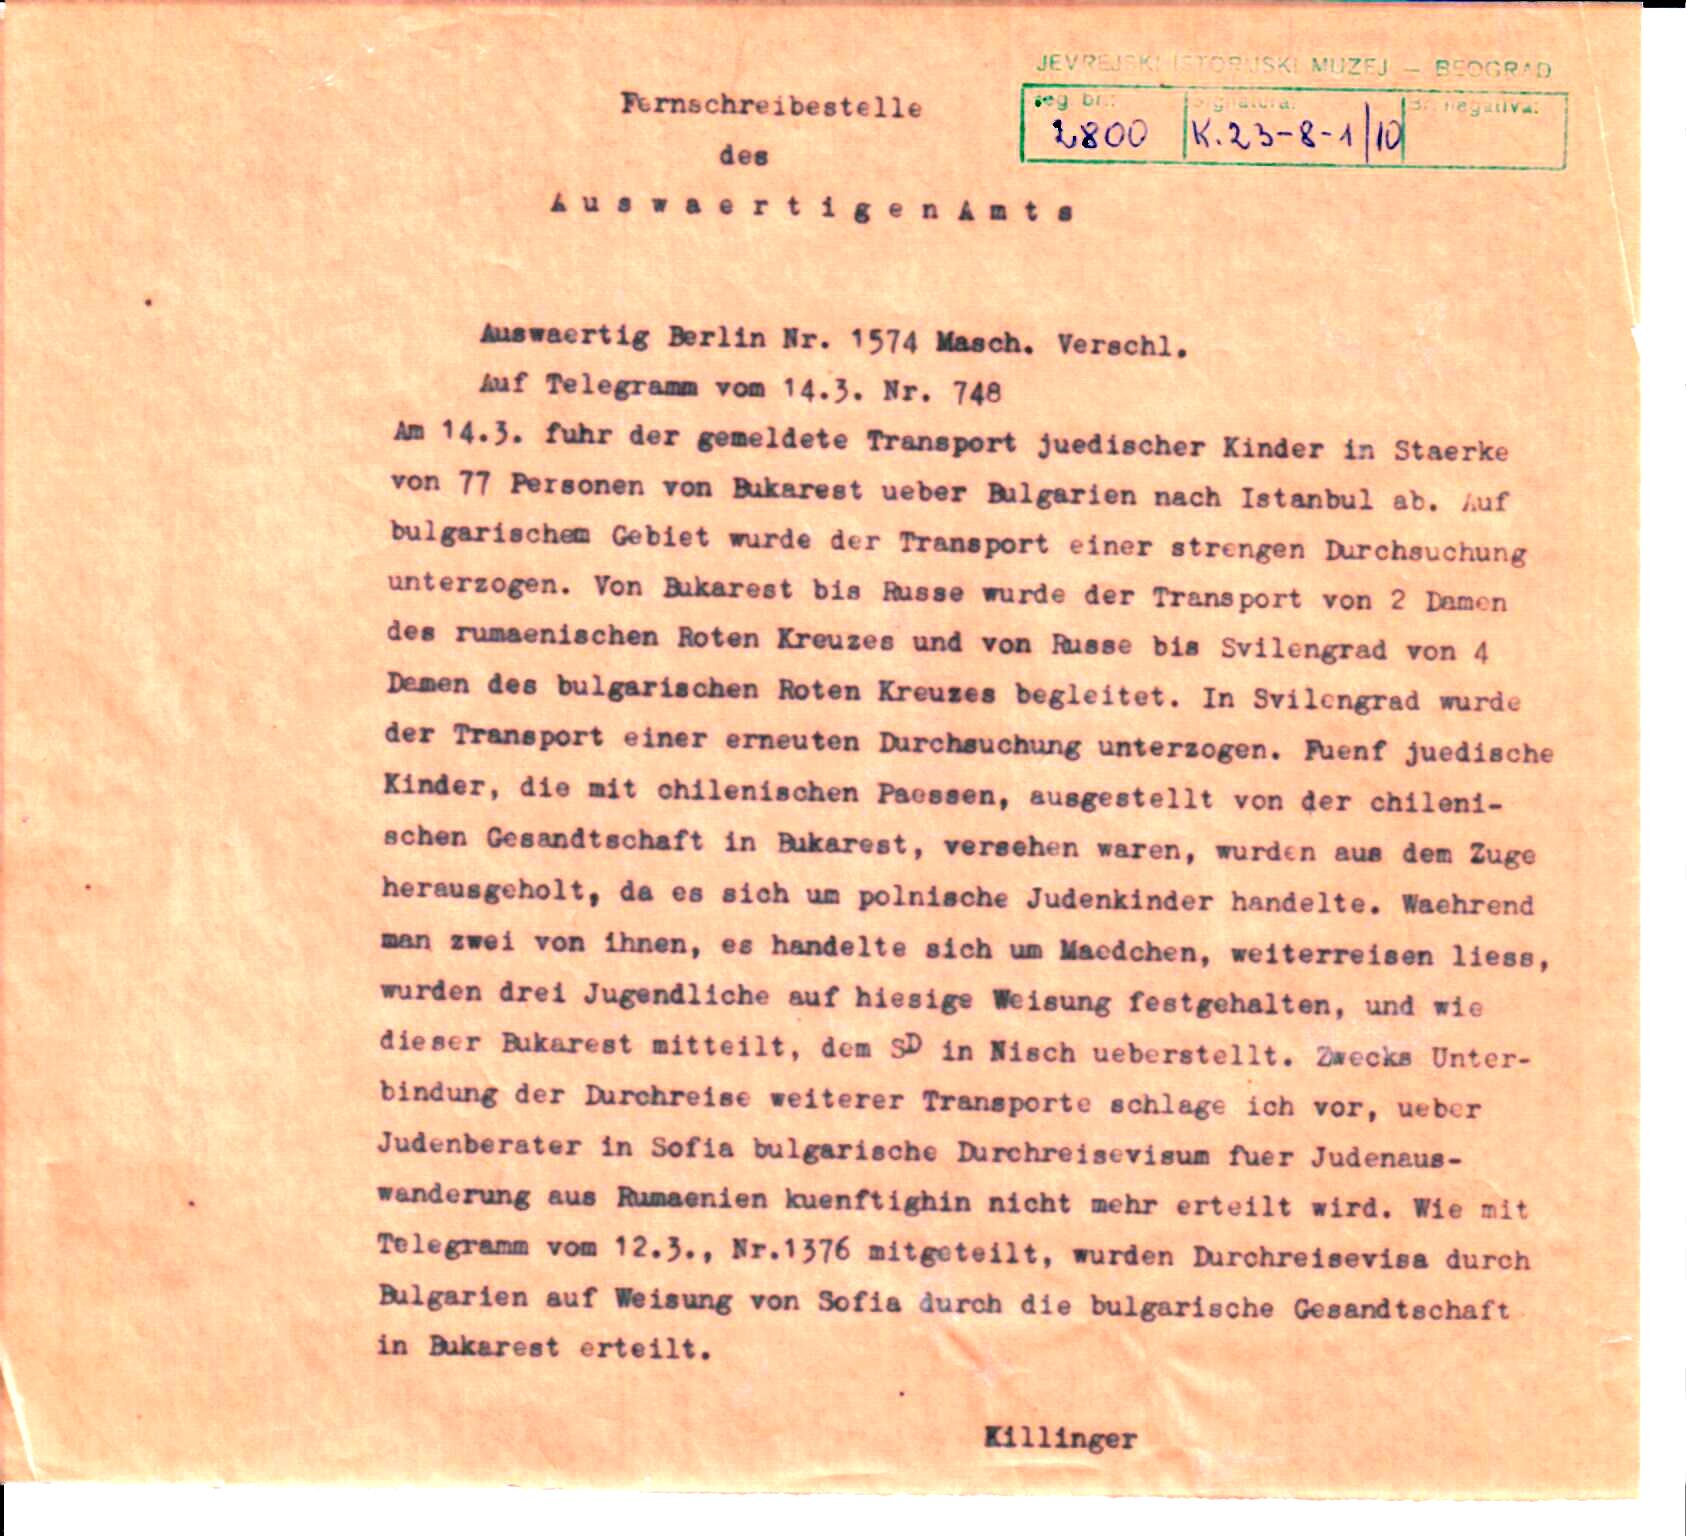 JEVREJSKI ISTORIJSKI MUZEJ — BEOGRAD
Reg. br.: Signatura: Br. negativa:
2800 K.23-8-1/10
Fernschreibestelle
des
A u s w a e r t i g e n A m t s
Auswaertig Berlin Nr. 1574 Masch. Verschl.
Auf Telegramm vom 14.3. Nr. 748
Am 14.3. fuhr der gemeldete Transport juedischer Kinder in Staerke
von 77 Personen von Bukarest ueber Bulgarien nach Istanbul ab. Auf
bulgarischem Gebiet wurde der Transport einer strengen Durchsuchung
unterzogen. Von Bukarest bis Russe wurde der Transport von 2 Damen
des rumaenischen Roten Kreuzes und von Russe bis Svilengrad von 4
Damen des bulgarischen Roten Kreuzes begleitet. In Svilengrad wurde
der Transport einer erneuten Durchsuchung unterzogen. Fuenf juedische
Kinder, die mit chilenischen Paessen, ausgestellt von der chileni-
schen Gesandtschaft in Bukarest, versehen waren, wurden aus dem Zuge
herausgeholt, da es sich um polnische Judenkinder handelte. Waehrend
man zwei von ihnen, es handelte sich um Maedchen, weiterreisen liess,
wurden drei Jugendliche auf hiesige Weisung festgehalten, und wie
dieser Bukarest mitteilt, dem SD in Nisch ueberstellt. Zwecks Unter-
bindung der Durchreise weiterer Transporte schlage ich vor, ueber
Judenberater in Sofia bulgarische Durchreisevisum fuer Judenaus-
wanderung aus Rumaenien kuenftighin nicht mehr erteilt wird. Wie mit
Telegramm vom 12.3., Nr.1376 mitgeteilt, wurden Durchreisevisa durch
Bulgarien auf Weisung von Sofia durch die bulgarische Gesandtschaft
in Bukarest erteilt.
Killinger